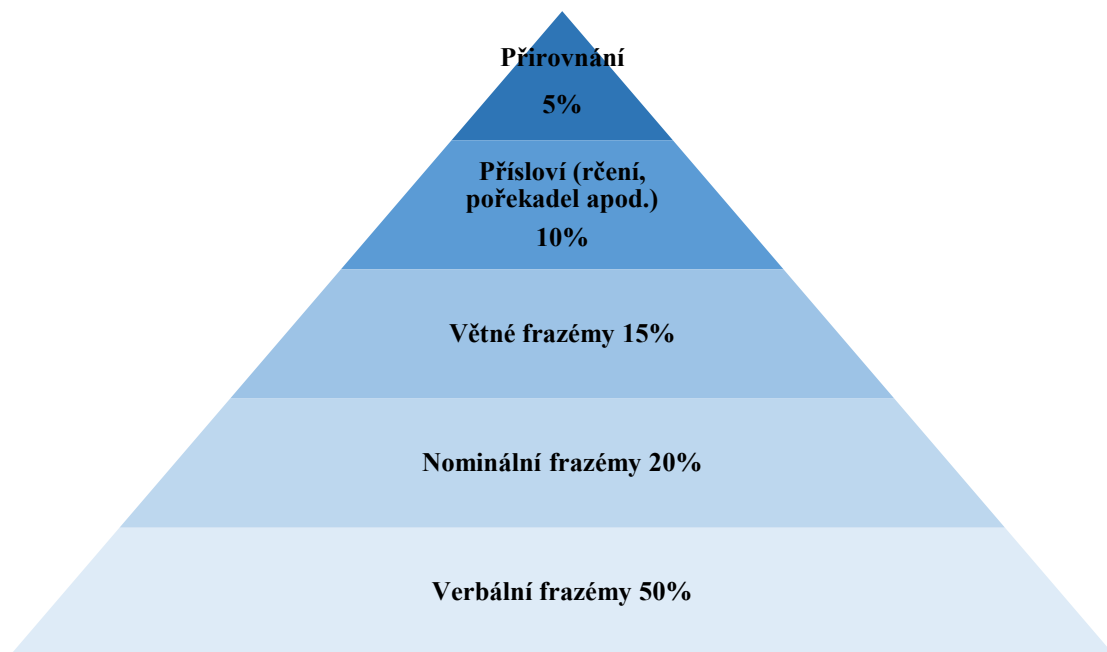 Přirovnání
5%
Přísloví (rčení,
pořekadel apod.)
10%
Větné frazémy 15%
Nominální frazémy 20%
Verbální frazémy 50%